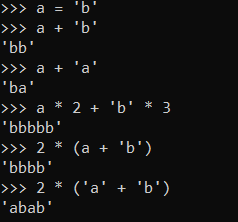 >>> a = 'b'
>>> a + 'b'
'bb'
>>> a + 'a'
'ba'
>>> a * 2 + 'b' * 3
'bbbbb'
>>> 2 * (a + 'b')
'bbbb'
>>> 2 * ('a' + 'b')
'abab'